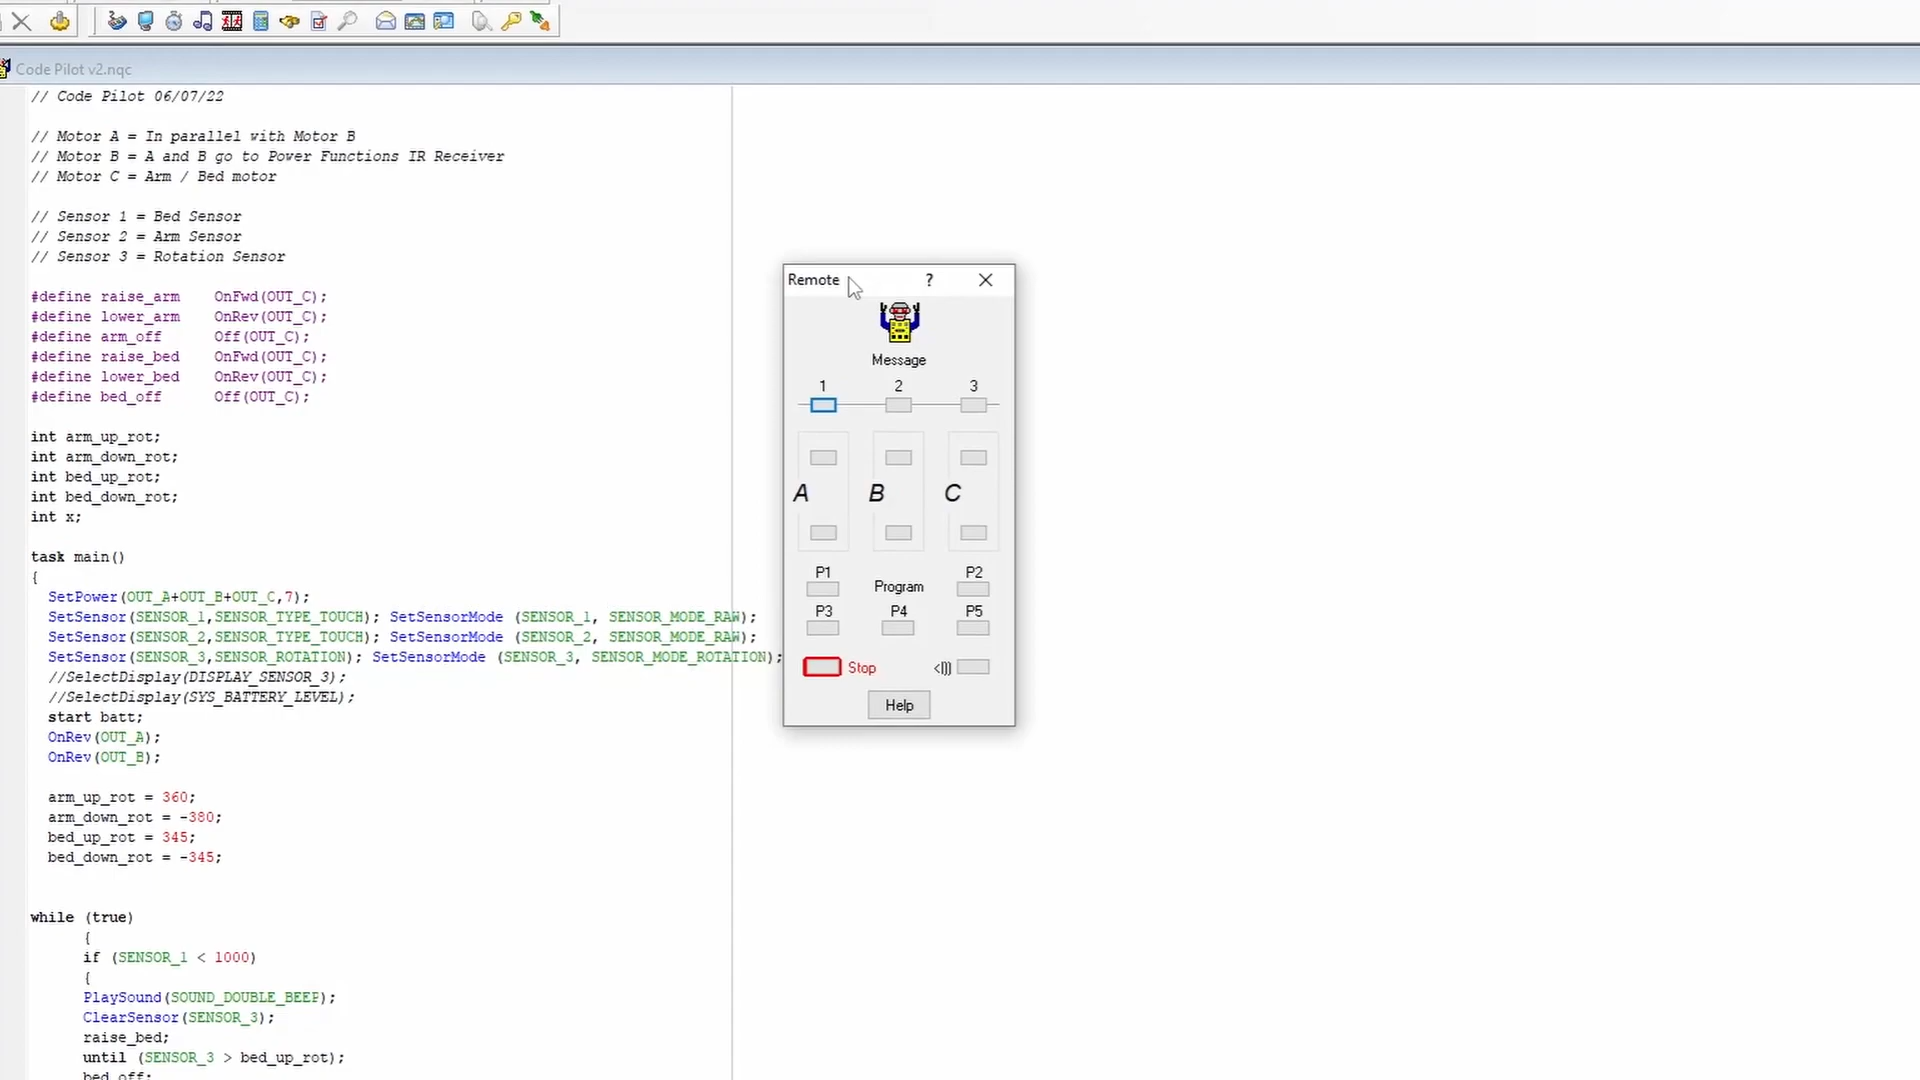 Code Pilot v2.nqc
// Code Pilot 06/07/22
// Motor A = In parallel with Motor B
// Motor B = A and B go to Power Functions IR Receiver
// Motor C = Arm / Bed motor
// Sensor 1 = Bed Sensor
// Sensor 2 = Arm Sensor
// Sensor 3 = Rotation Sensor
#define raise_arm    OnFwd(OUT_C);
#define lower_arm    OnRev(OUT_C);
#define arm_off      Off(OUT_C);
#define raise_bed    OnFwd(OUT_C);
#define lower_bed    OnRev(OUT_C);
#define bed_off      Off(OUT_C);
int arm_up_rot;
int arm_down_rot;
int bed_up_rot;
int bed_down_rot;
int x;
task main()
{
SetPower(OUT_A+OUT_B+OUT_C,7);
SetSensor(SENSOR_1,SENSOR_TYPE_TOUCH); SetSensorMode (SENSOR_1, SENSOR_MODE_RAW);
SetSensor(SENSOR_2,SENSOR_TYPE_TOUCH); SetSensorMode (SENSOR_2, SENSOR_MODE_RAW);
SetSensor(SENSOR_3,SENSOR_ROTATION); SetSensorMode (SENSOR_3, SENSOR_MODE_ROTATION);
//SelectDisplay(DISPLAY_SENSOR_3);
//SelectDisplay(SYS_BATTERY_LEVEL);
start batt;
OnRev(OUT_A);
OnRev(OUT_B);
arm_up_rot = 360;
arm_down_rot = -380;
bed_up_rot = 345;
bed_down_rot = -345;
while (true)
{
if (SENSOR_1 < 1000)
{
PlaySound(SOUND_DOUBLE_BEEP);
ClearSensor(SENSOR_3);
raise_bed;
until (SENSOR_3 > bed_up_rot);
bed_off;
Remote ?
Message
1 2 3
A B C
P1 Program P2
P3 P4 P5
Stop <|))
Help